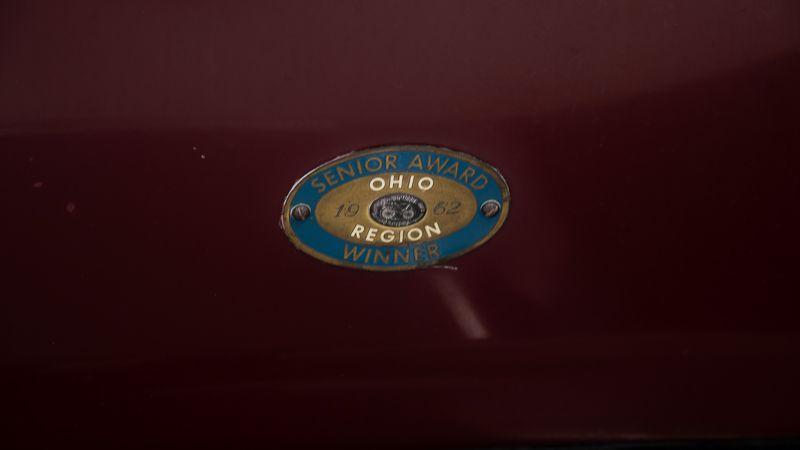 SENIOR AWARD
OHIO
19 62
REGION
WINNER